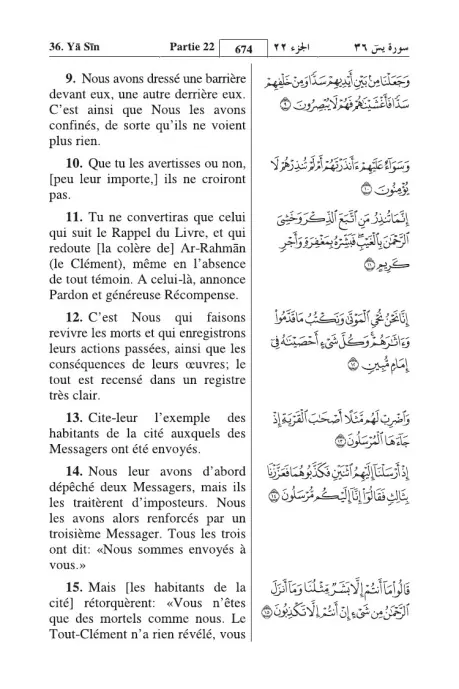 36. Yā Sīn Partie 22 674 الجزء ٢٢ سورة يس ٣٦
9. Nous avons dressé une barrière
devant eux, une autre derrière eux.
C’est ainsi que Nous les avons
confinés, de sorte qu’ils ne voient
plus rien.
10. Que tu les avertisses ou non,
[peu leur importe,] ils ne croiront
pas.
11. Tu ne convertiras que celui
qui suit le Rappel du Livre, et qui
redoute [la colère de] Ar-Rahmān
(le Clément), même en l’absence
de tout témoin. A celui-là, annonce
Pardon et généreuse Récompense.
12. C’est Nous qui faisons
revivre les morts et qui enregistrons
leurs actions passées, ainsi que les
conséquences de leurs œuvres; le
tout est recensé dans un registre
très clair.
13. Cite-leur l’exemple des
habitants de la cité auxquels des
Messagers ont été envoyés.
14. Nous leur avons d’abord
dépêché deux Messagers, mais ils
les traitèrent d’imposteurs. Nous
les avons alors renforcés par un
troisième Messager. Tous les trois
ont dit: «Nous sommes envoyés à
vous.»
15. Mais [les habitants de la
cité] rétorquèrent: «Vous n’êtes
que des mortels comme nous. Le
Tout-Clément n’a rien révélé, vous
وَجَعَلْنَا مِنۢ بَيْنِ أَيْدِيهِمْ سَدًّا وَمِنْ خَلْفِهِمْ
سَدًّا فَأَغْشَيْنَٰهُمْ فَهُمْ لَا يُبْصِرُونَ ٩
وَسَوَآءٌ عَلَيْهِمْ ءَأَنذَرْتَهُمْ أَمْ لَمْ تُنذِرْهُمْ لَا
يُؤْمِنُونَ ١٠
إِنَّمَا تُنذِرُ مَنِ ٱتَّبَعَ ٱلذِّكْرَ وَخَشِىَ
ٱلرَّحْمَٰنَ بِٱلْغَيْبِ ۖ فَبَشِّرْهُ بِمَغْفِرَةٍ وَأَجْرٍ
كَرِيمٍ ١١
إِنَّا نَحْنُ نُحْىِ ٱلْمَوْتَىٰ وَنَكْتُبُ مَا قَدَّمُوا۟
وَءَاثَٰرَهُمْ ۚ وَكُلَّ شَىْءٍ أَحْصَيْنَٰهُ فِىٓ
إِمَامٍ مُّبِينٍ ١٢
وَٱضْرِبْ لَهُم مَّثَلًا أَصْحَٰبَ ٱلْقَرْيَةِ إِذْ
جَآءَهَا ٱلْمُرْسَلُونَ ١٣
إِذْ أَرْسَلْنَآ إِلَيْهِمُ ٱثْنَيْنِ فَكَذَّبُوهُمَا فَعَزَّزْنَا
بِثَالِثٍ فَقَالُوٓا۟ إِنَّآ إِلَيْكُم مُّرْسَلُونَ ١٤
قَالُوا۟ مَآ أَنتُمْ إِلَّا بَشَرٌ مِّثْلُنَا وَمَآ أَنزَلَ
ٱلرَّحْمَٰنُ مِن شَىْءٍ إِنْ أَنتُمْ إِلَّا تَكْذِبُونَ ١٥